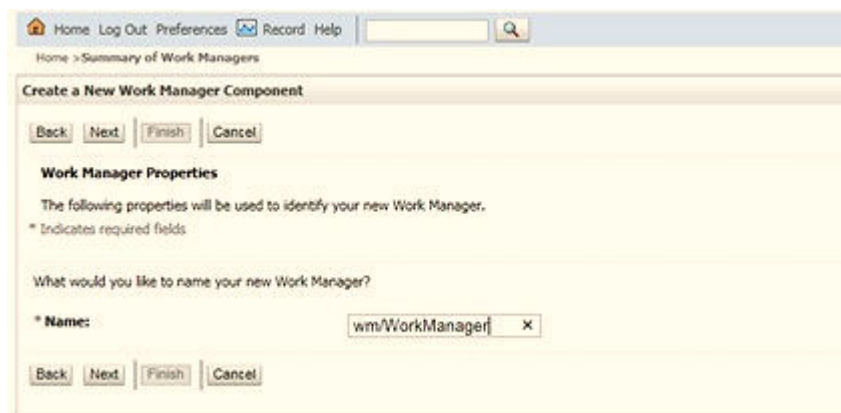 Home Log Out Preferences Record Help
Home >Summary of Work Managers
Create a New Work Manager Component
Back Next Finish Cancel
Work Manager Properties
The following properties will be used to identify your new Work Manager.
* Indicates required fields
What would you like to name your new Work Manager?
* Name: wm/WorkManager ×
Back Next Finish Cancel